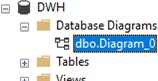 DWH
Database Diagrams
dbo.Diagram_0
Tables
Views